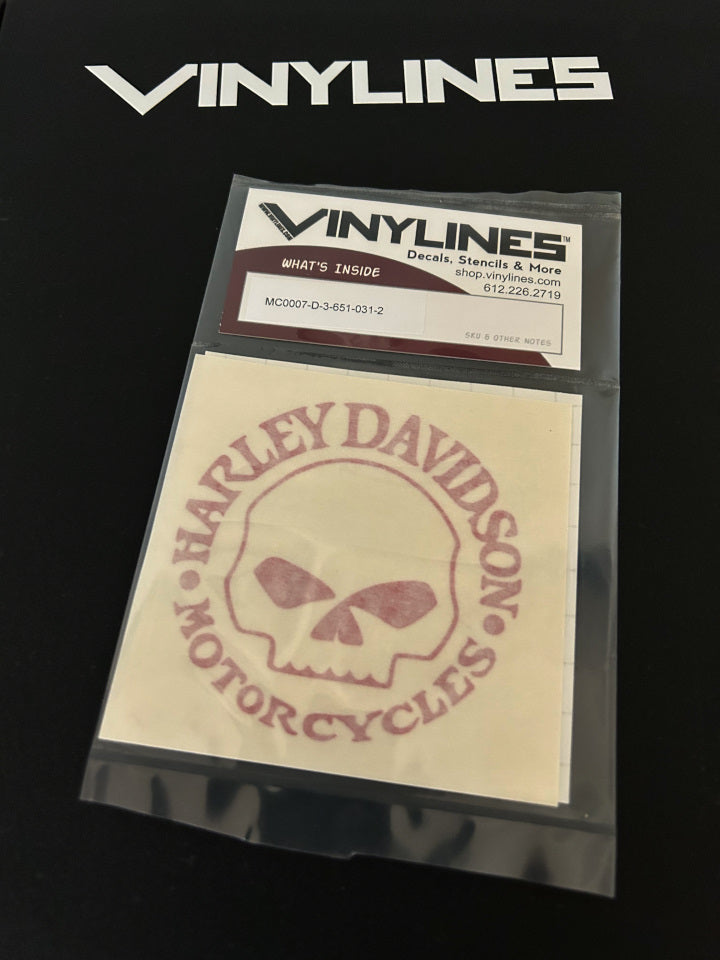 VINYLINES
VINYLINES™
Decals, Stencils & More
WHAT'S INSIDE
shop.vinylines.com
612.226.2719
MC0007-D-3-651-031-2
SKU & OTHER NOTES
HARLEY DAVIDSON
MOTORCYCLES